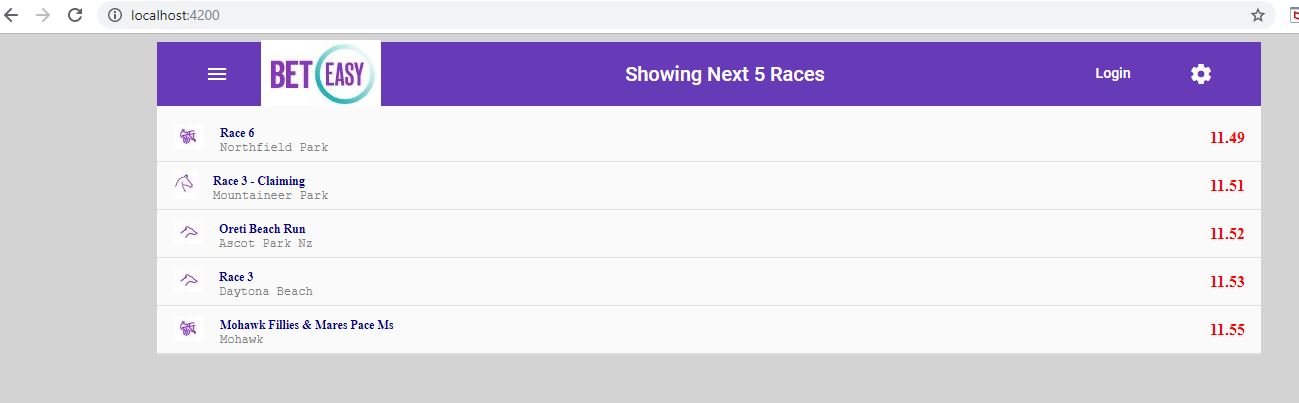 localhost:4200
BET EASY
Showing Next 5 Races
Login
Race 6
Northfield Park
11.49
Race 3 - Claiming
Mountaineer Park
11.51
Oreti Beach Run
Ascot Park Nz
11.52
Race 3
Daytona Beach
11.53
Mohawk Fillies & Mares Pace Ms
Mohawk
11.55